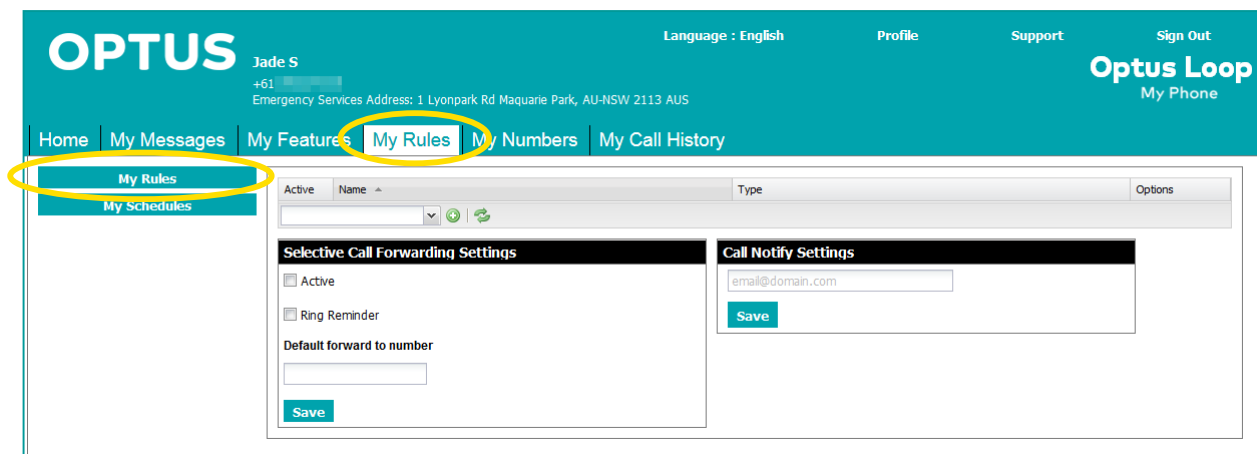 OPTUS
Language : English Profile Support Sign Out
Jade S
+61
Emergency Services Address: 1 Lyonpark Rd Maquarie Park, AU-NSW 2113 AUS
Optus Loop
My Phone
Home My Messages My Features My Rules My Numbers My Call History
My Rules
My Schedules
Active Name Type Options
Selective Call Forwarding Settings
Active
Ring Reminder
Default forward to number
Save
Call Notify Settings
email@domain.com
Save